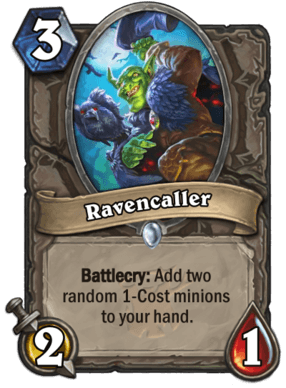 3
Ravencaller
Battlecry: Add two
random 1-Cost minions
to your hand.
2
1